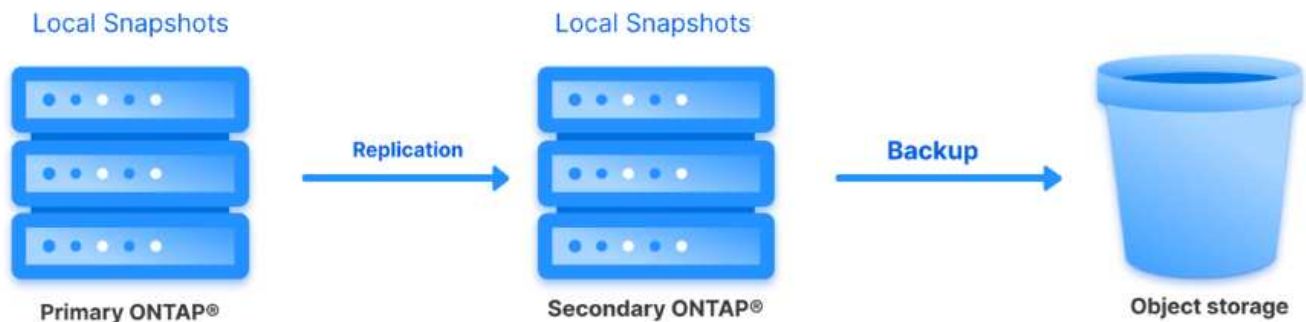 Local Snapshots
Local Snapshots
Replication
Backup
Primary ONTAP®
Secondary ONTAP®
Object storage